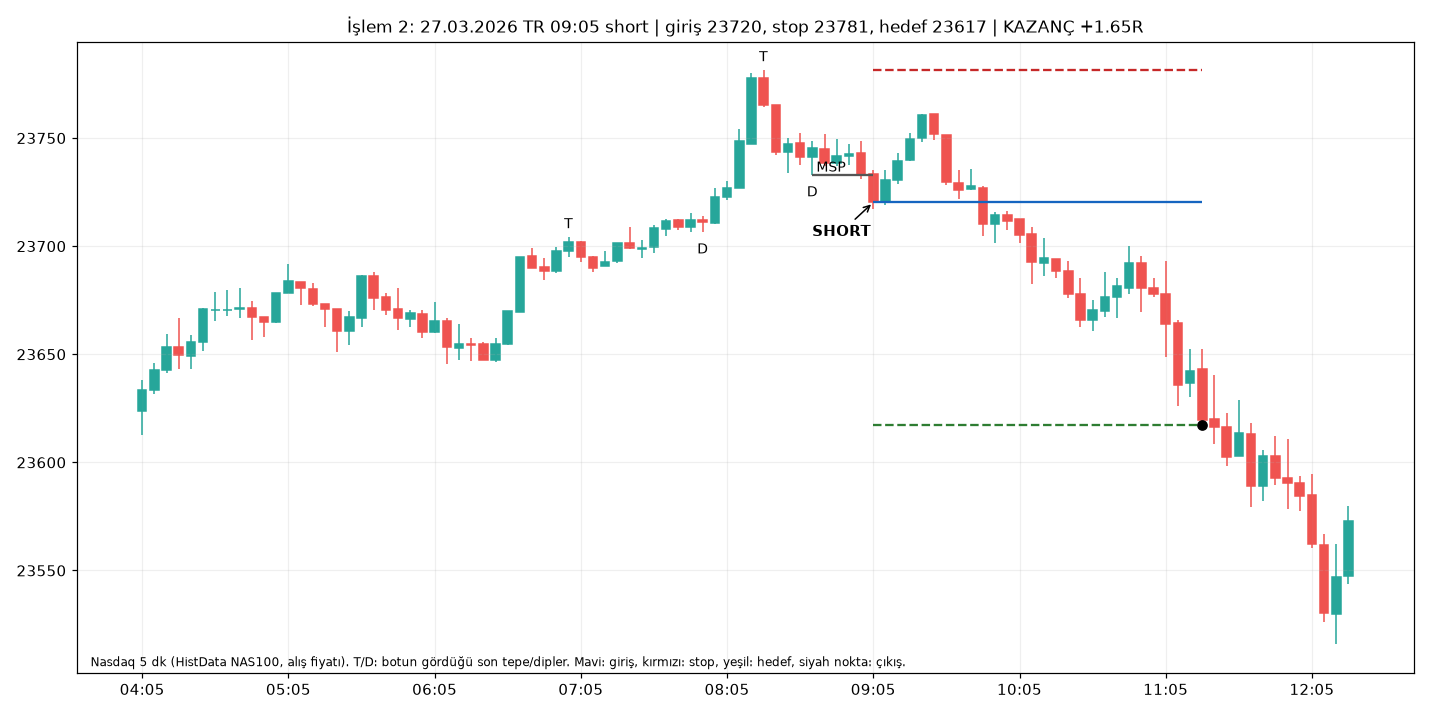 İşlem 2: 27.03.2026 TR 09:05 short | giriş 23720, stop 23781, hedef 23617 | KAZANÇ +1.65R
T
23750
MSP
D
T
SHORT
D
23700
23650
23600
23550
Nasdaq 5 dk (HistData NAS100, alış fiyatı). T/D: botun gördüğü son tepe/dipler. Mavi: giriş, kırmızı: stop, yeşil: hedef, siyah nokta: çıkış.
04:05 05:05 06:05 07:05 08:05 09:05 10:05 11:05 12:05